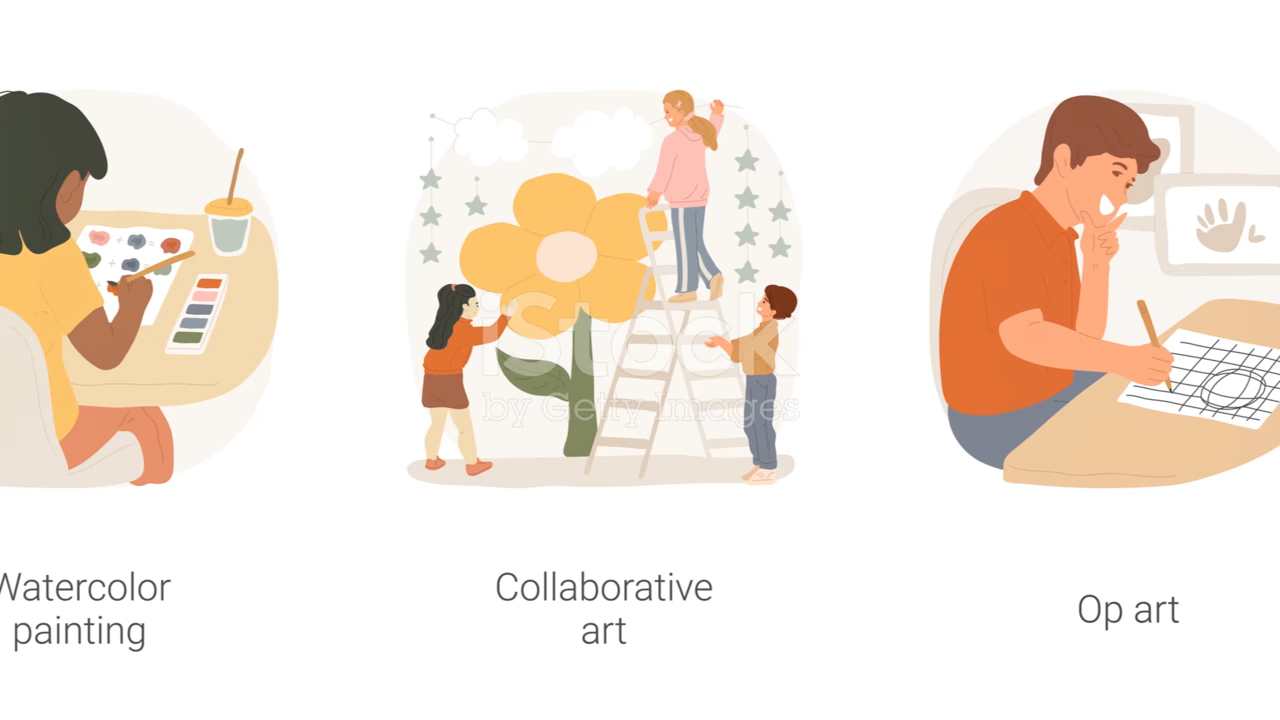 iStock
by Getty Images
Watercolor
painting
Collaborative
art
Op art